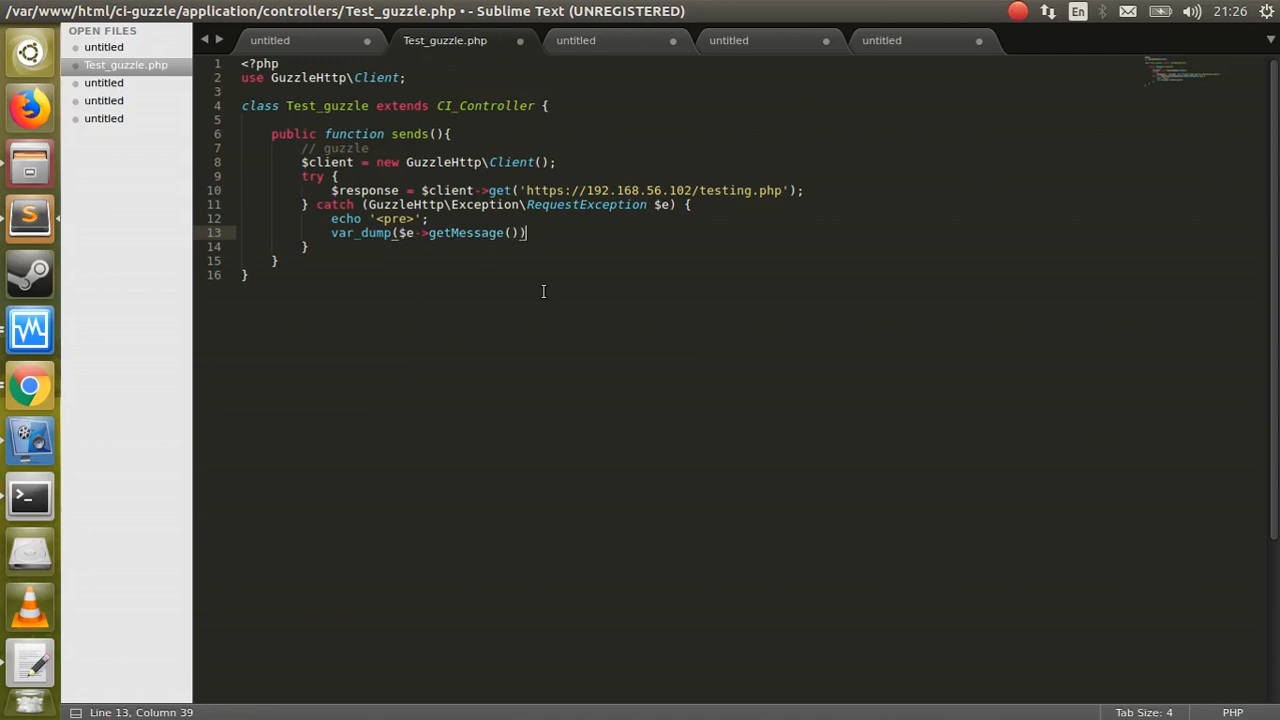 /var/www/html/ci-guzzle/application/controllers/Test_guzzle.php • - Sublime Text (UNREGISTERED)
En
21:26
OPEN FILES
untitled
Test_guzzle.php
untitled
untitled
untitled
untitled
Test_guzzle.php
untitled
untitled
untitled
1 <?php
2 use GuzzleHttp\Client;
3
4 class Test_guzzle extends CI_Controller {
5
6     public function sends(){
7         // guzzle
8         $client = new GuzzleHttp\Client();
9         try {
10             $response = $client->get('https://192.168.56.102/testing.php');
11         } catch (GuzzleHttp\Exception\RequestException $e) {
12             echo '<pre>';
13             var_dump($e->getMessage())
14         }
15     }
16 }
Line 13, Column 39
Tab Size: 4
PHP